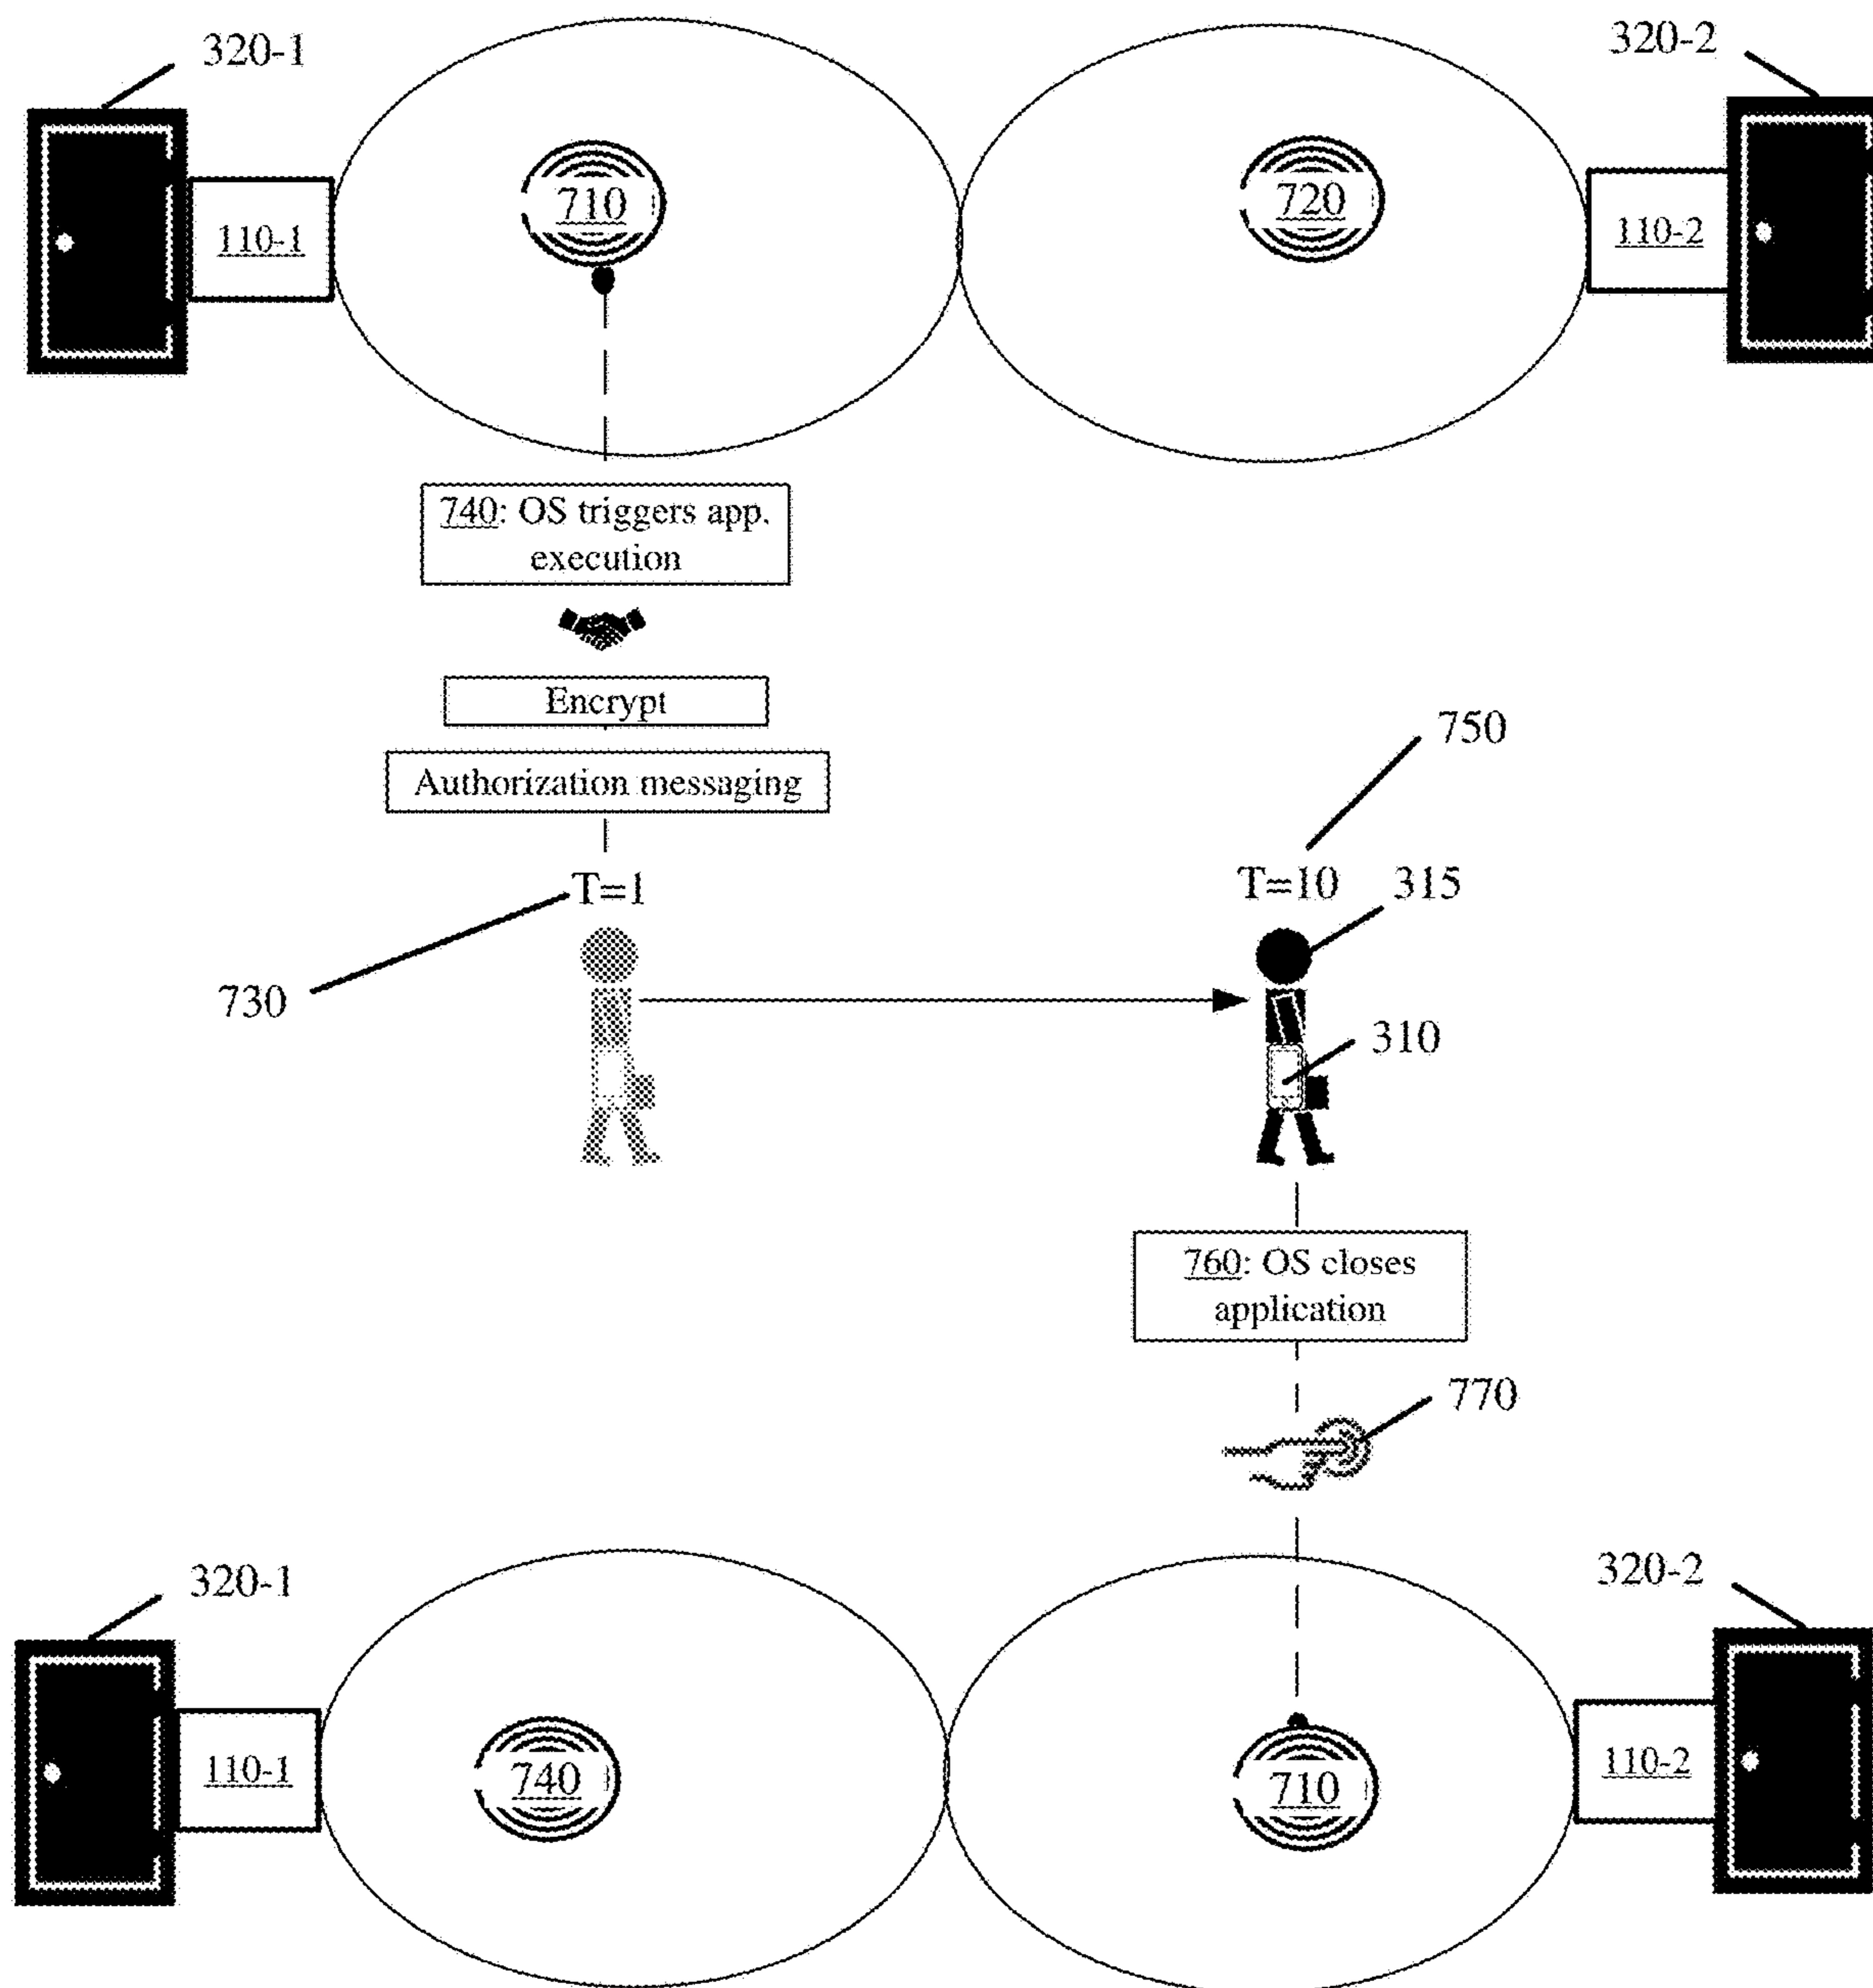 320-1
320-2
710
720
110-1
110-2
740: OS triggers app.
execution
Encrypt
Authorization messaging
750
T=1
T=10
315
730
310
760: OS closes
application
770
320-1
320-2
110-1
740
710
110-2